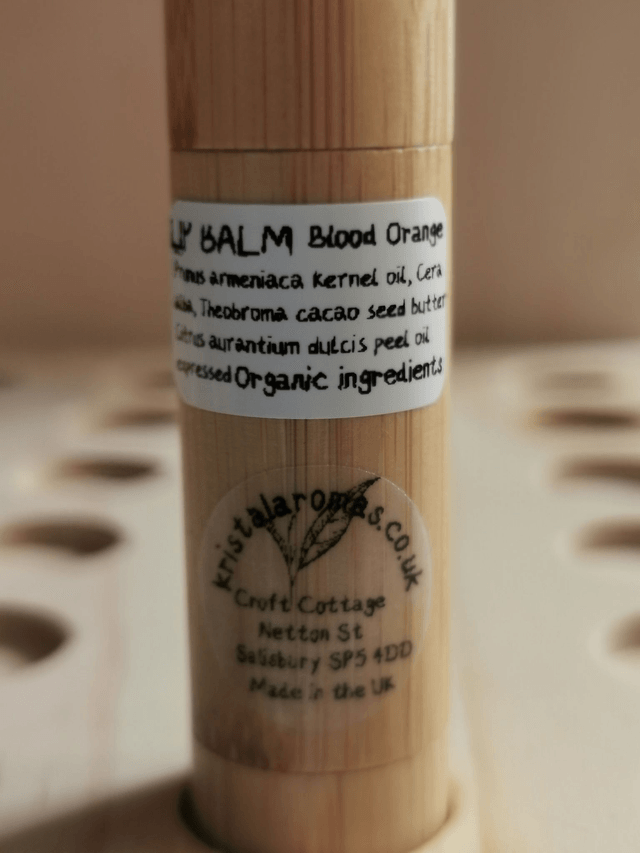 LIP BALM Blood Orange
Prunus armeniaca kernel oil, Cera
alba, Theobroma cacao seed butter
Citrus aurantium dulcis peel oil
expressed Organic ingredients
kristalaromas.co.uk
Croft Cottage
Netton St
Salisbury SP5 4DD
Made in the UK